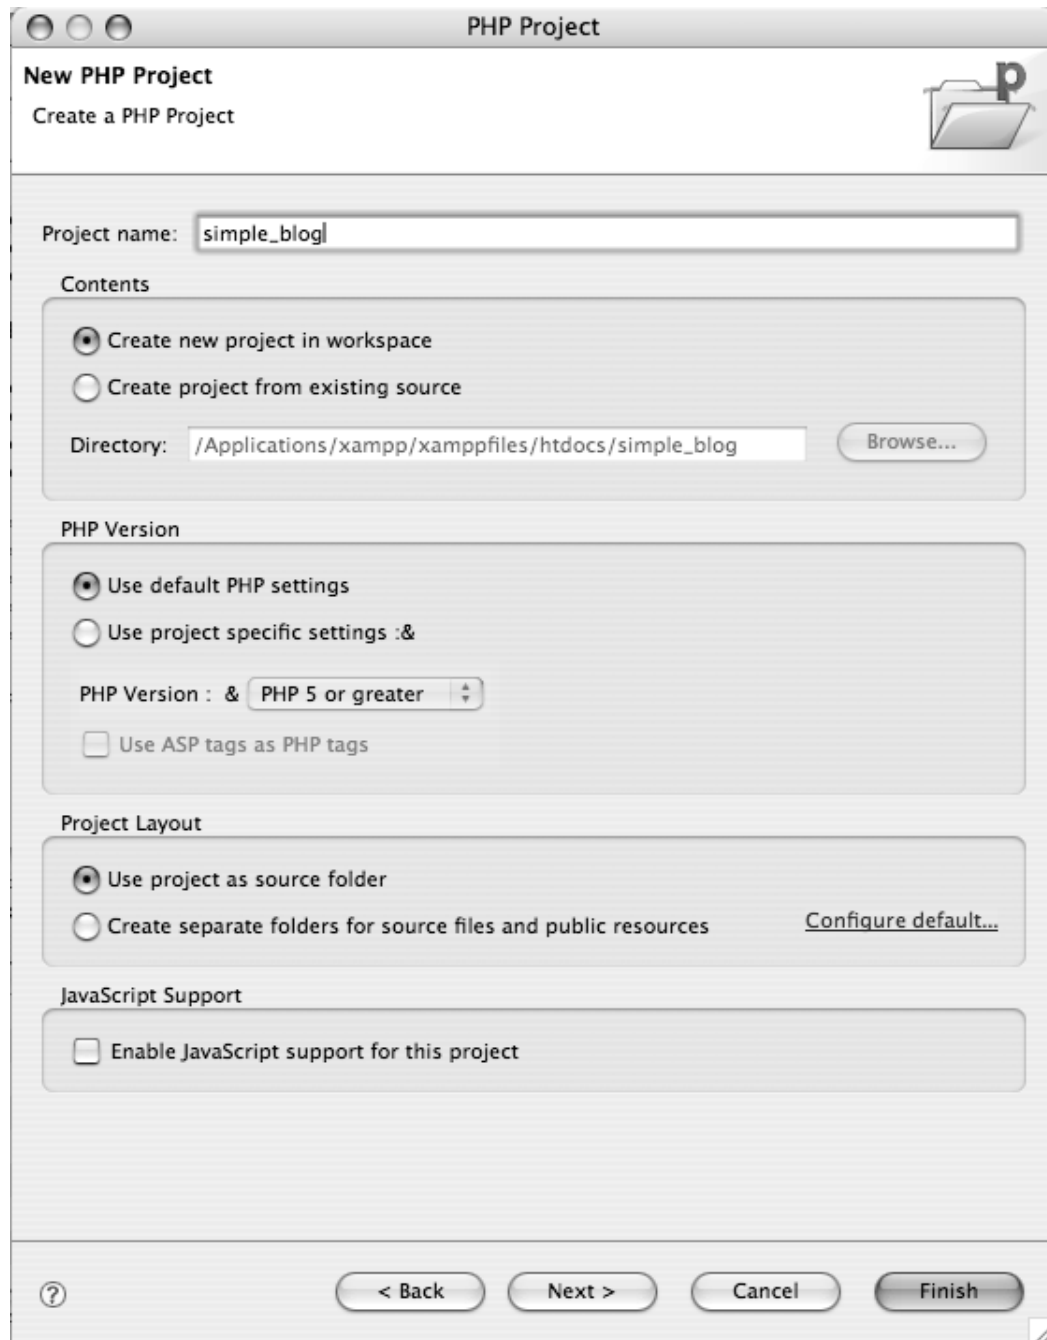 PHP Project
New PHP Project
Create a PHP Project
p
Project name: simple_blog
Contents
Create new project in workspace
Create project from existing source
Directory: /Applications/xampp/xamppfiles/htdocs/simple_blog Browse...
PHP Version
Use default PHP settings
Use project specific settings :&
PHP Version : & PHP 5 or greater
Use ASP tags as PHP tags
Project Layout
Use project as source folder
Create separate folders for source files and public resources Configure default...
JavaScript Support
Enable JavaScript support for this project
? < Back Next > Cancel Finish